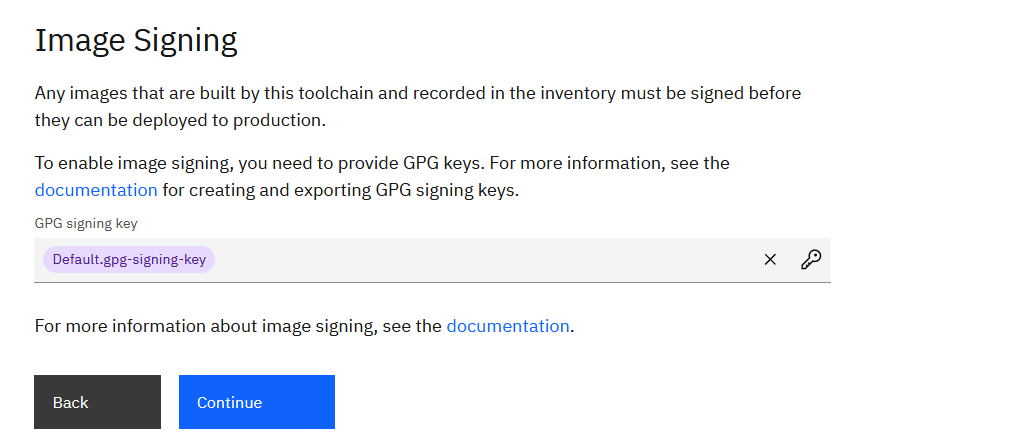 Image Signing
Any images that are built by this toolchain and recorded in the inventory must be signed before
they can be deployed to production.
To enable image signing, you need to provide GPG keys. For more information, see the
documentation for creating and exporting GPG signing keys.
GPG signing key
Default.gpg-signing-key
For more information about image signing, see the documentation.
Back
Continue